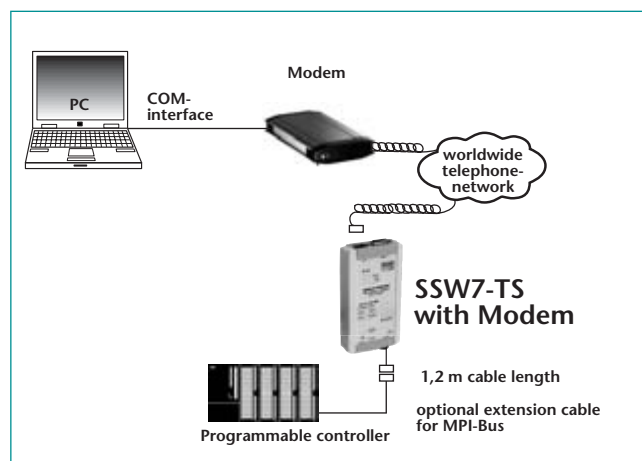 Modem
PC
COM-
interface
worldwide
telephone-
network
SSW7-TS
with Modem
1,2 m cable length
optional extension cable
for MPI-Bus
Programmable controller